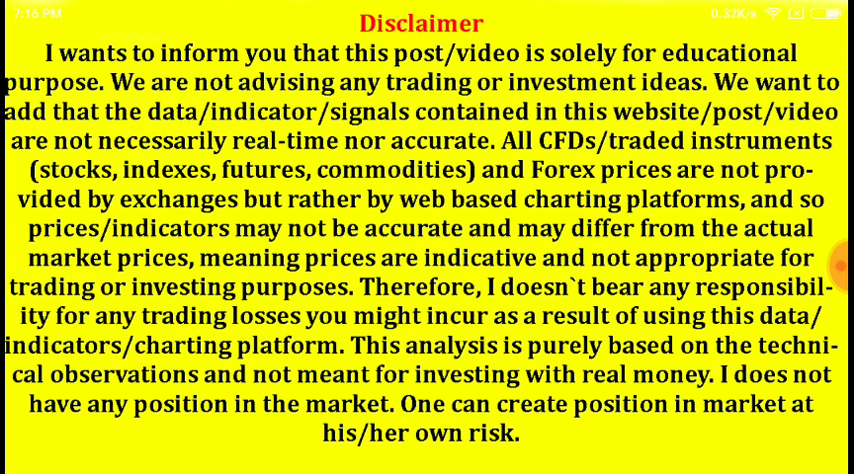 7:16 PM
0.37K/s
Disclaimer
I wants to inform you that this post/video is solely for educational
purpose. We are not advising any trading or investment ideas. We want to
add that the data/indicator/signals contained in this website/post/video
are not necessarily real-time nor accurate. All CFDs/traded instruments
(stocks, indexes, futures, commodities) and Forex prices are not pro-
vided by exchanges but rather by web based charting platforms, and so
prices/indicators may not be accurate and may differ from the actual
market prices, meaning prices are indicative and not appropriate for
trading or investing purposes. Therefore, I doesn`t bear any responsibil-
ity for any trading losses you might incur as a result of using this data/
indicators/charting platform. This analysis is purely based on the techni-
cal observations and not meant for investing with real money. I does not
have any position in the market. One can create position in market at
his/her own risk.